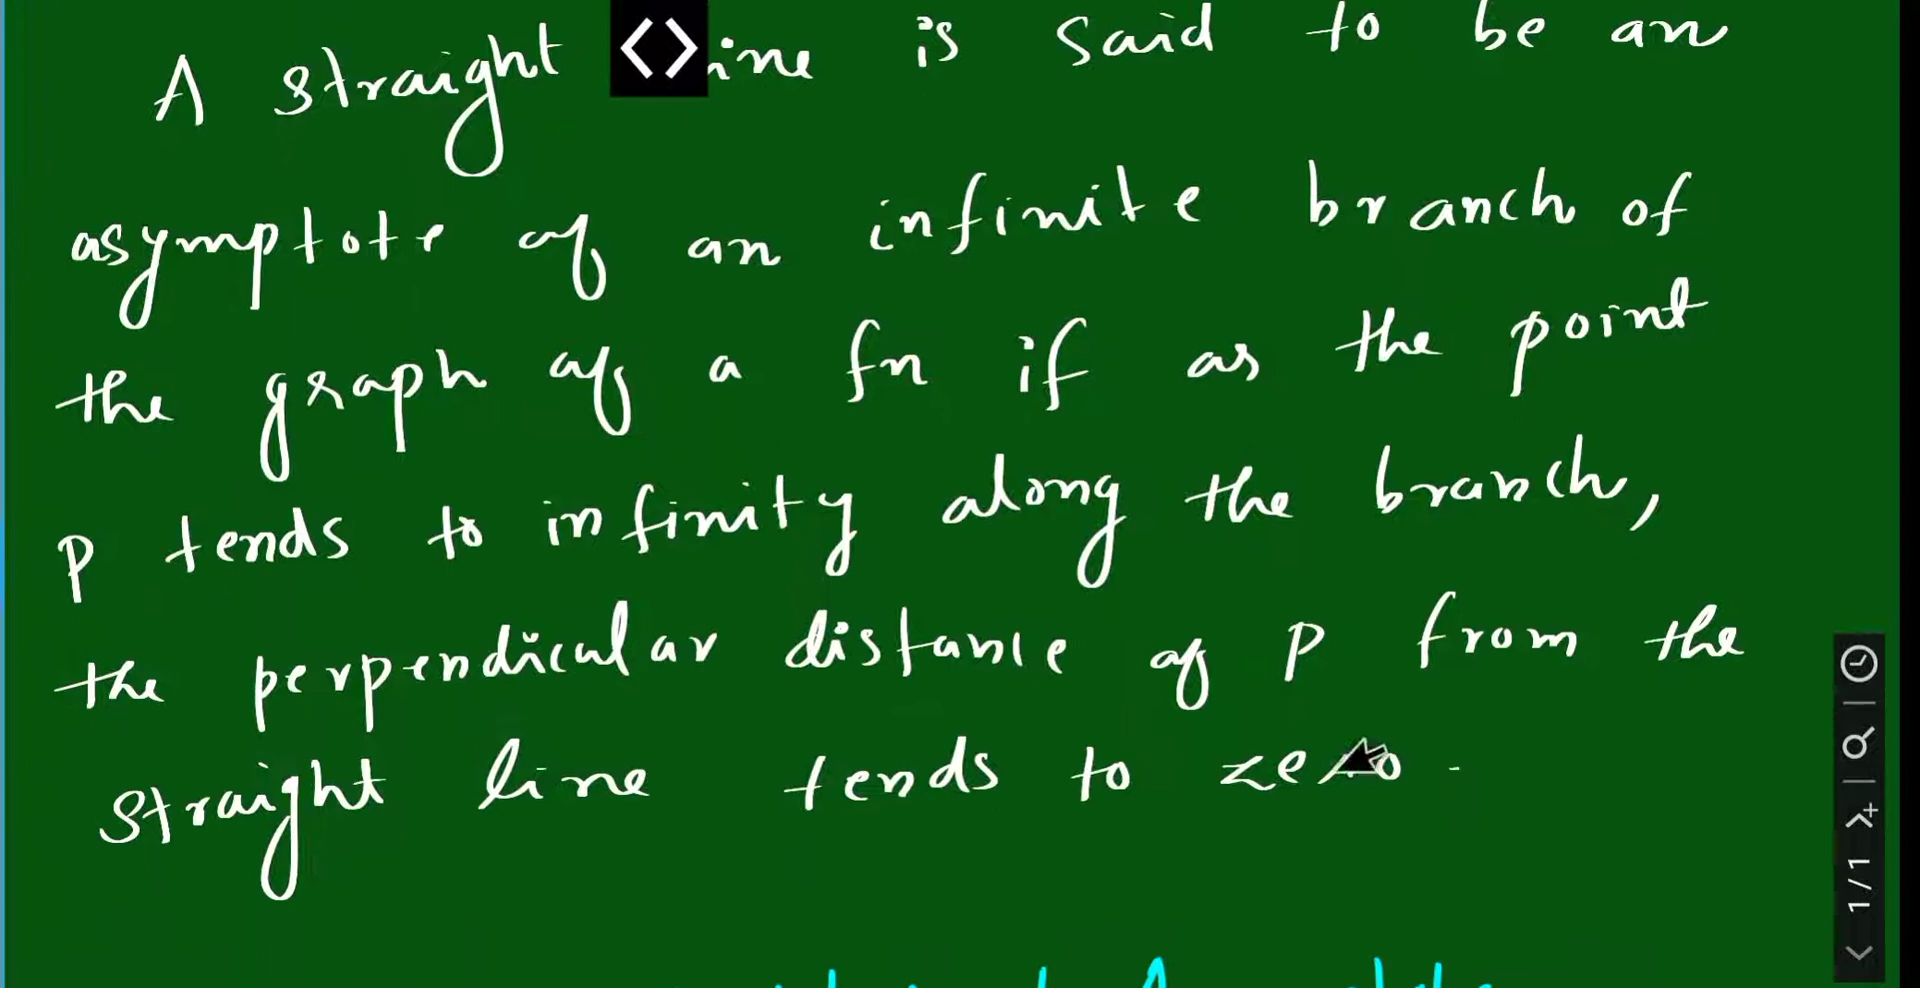 A straight line is said to be an
asymptote of an infinite branch of
the graph of a fn if as the point
P tends to infinity along the branch,
the perpendicular distance of P from the
straight line tends to zero.
1/1